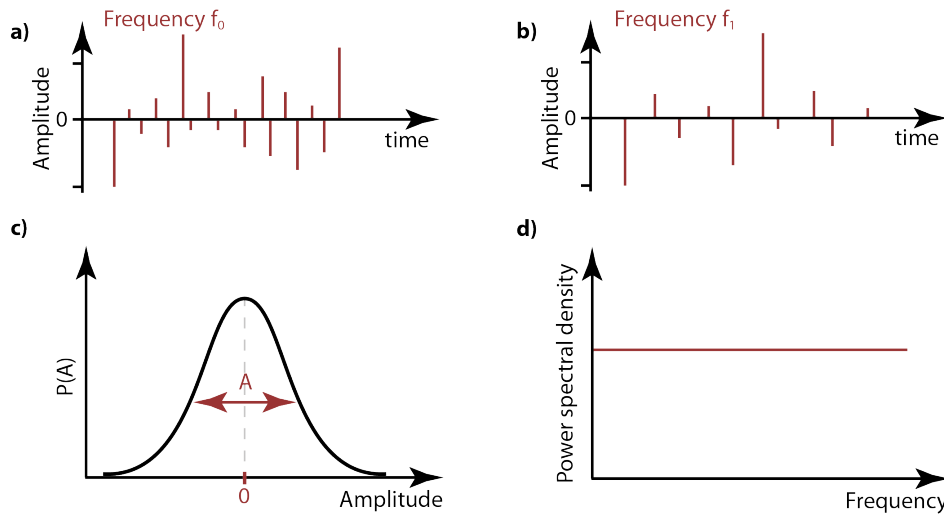 a)
Frequency f₀
Amplitude
0
time
b)
Frequency f₁
Amplitude
0
time
c)
P(A)
A
0
Amplitude
d)
Power spectral density
Frequency